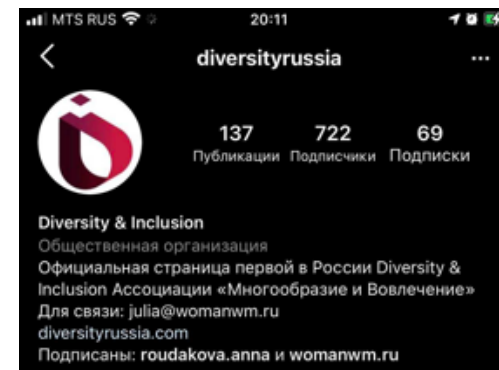 MTS RUS 20:11
diversityrussia
137 722 69
Публикации Подписчики Подписки
Diversity & Inclusion
Общественная организация
Официальная страница первой в России Diversity &
Inclusion Ассоциации «Многообразие и Вовлечение»
Для связи: julia@womanwm.ru
diversityrussia.com
Подписаны: roudakova.anna и womanwm.ru